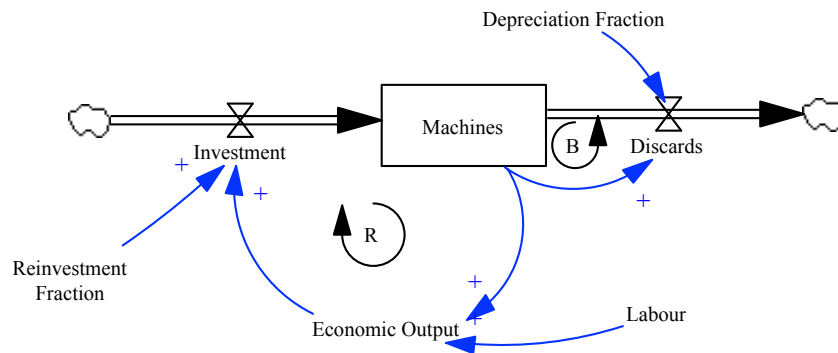 Depreciation Fraction
Machines
Investment
B
Discards
+
+
+
R
Reinvestment
Fraction
+
+
Economic Output
Labour